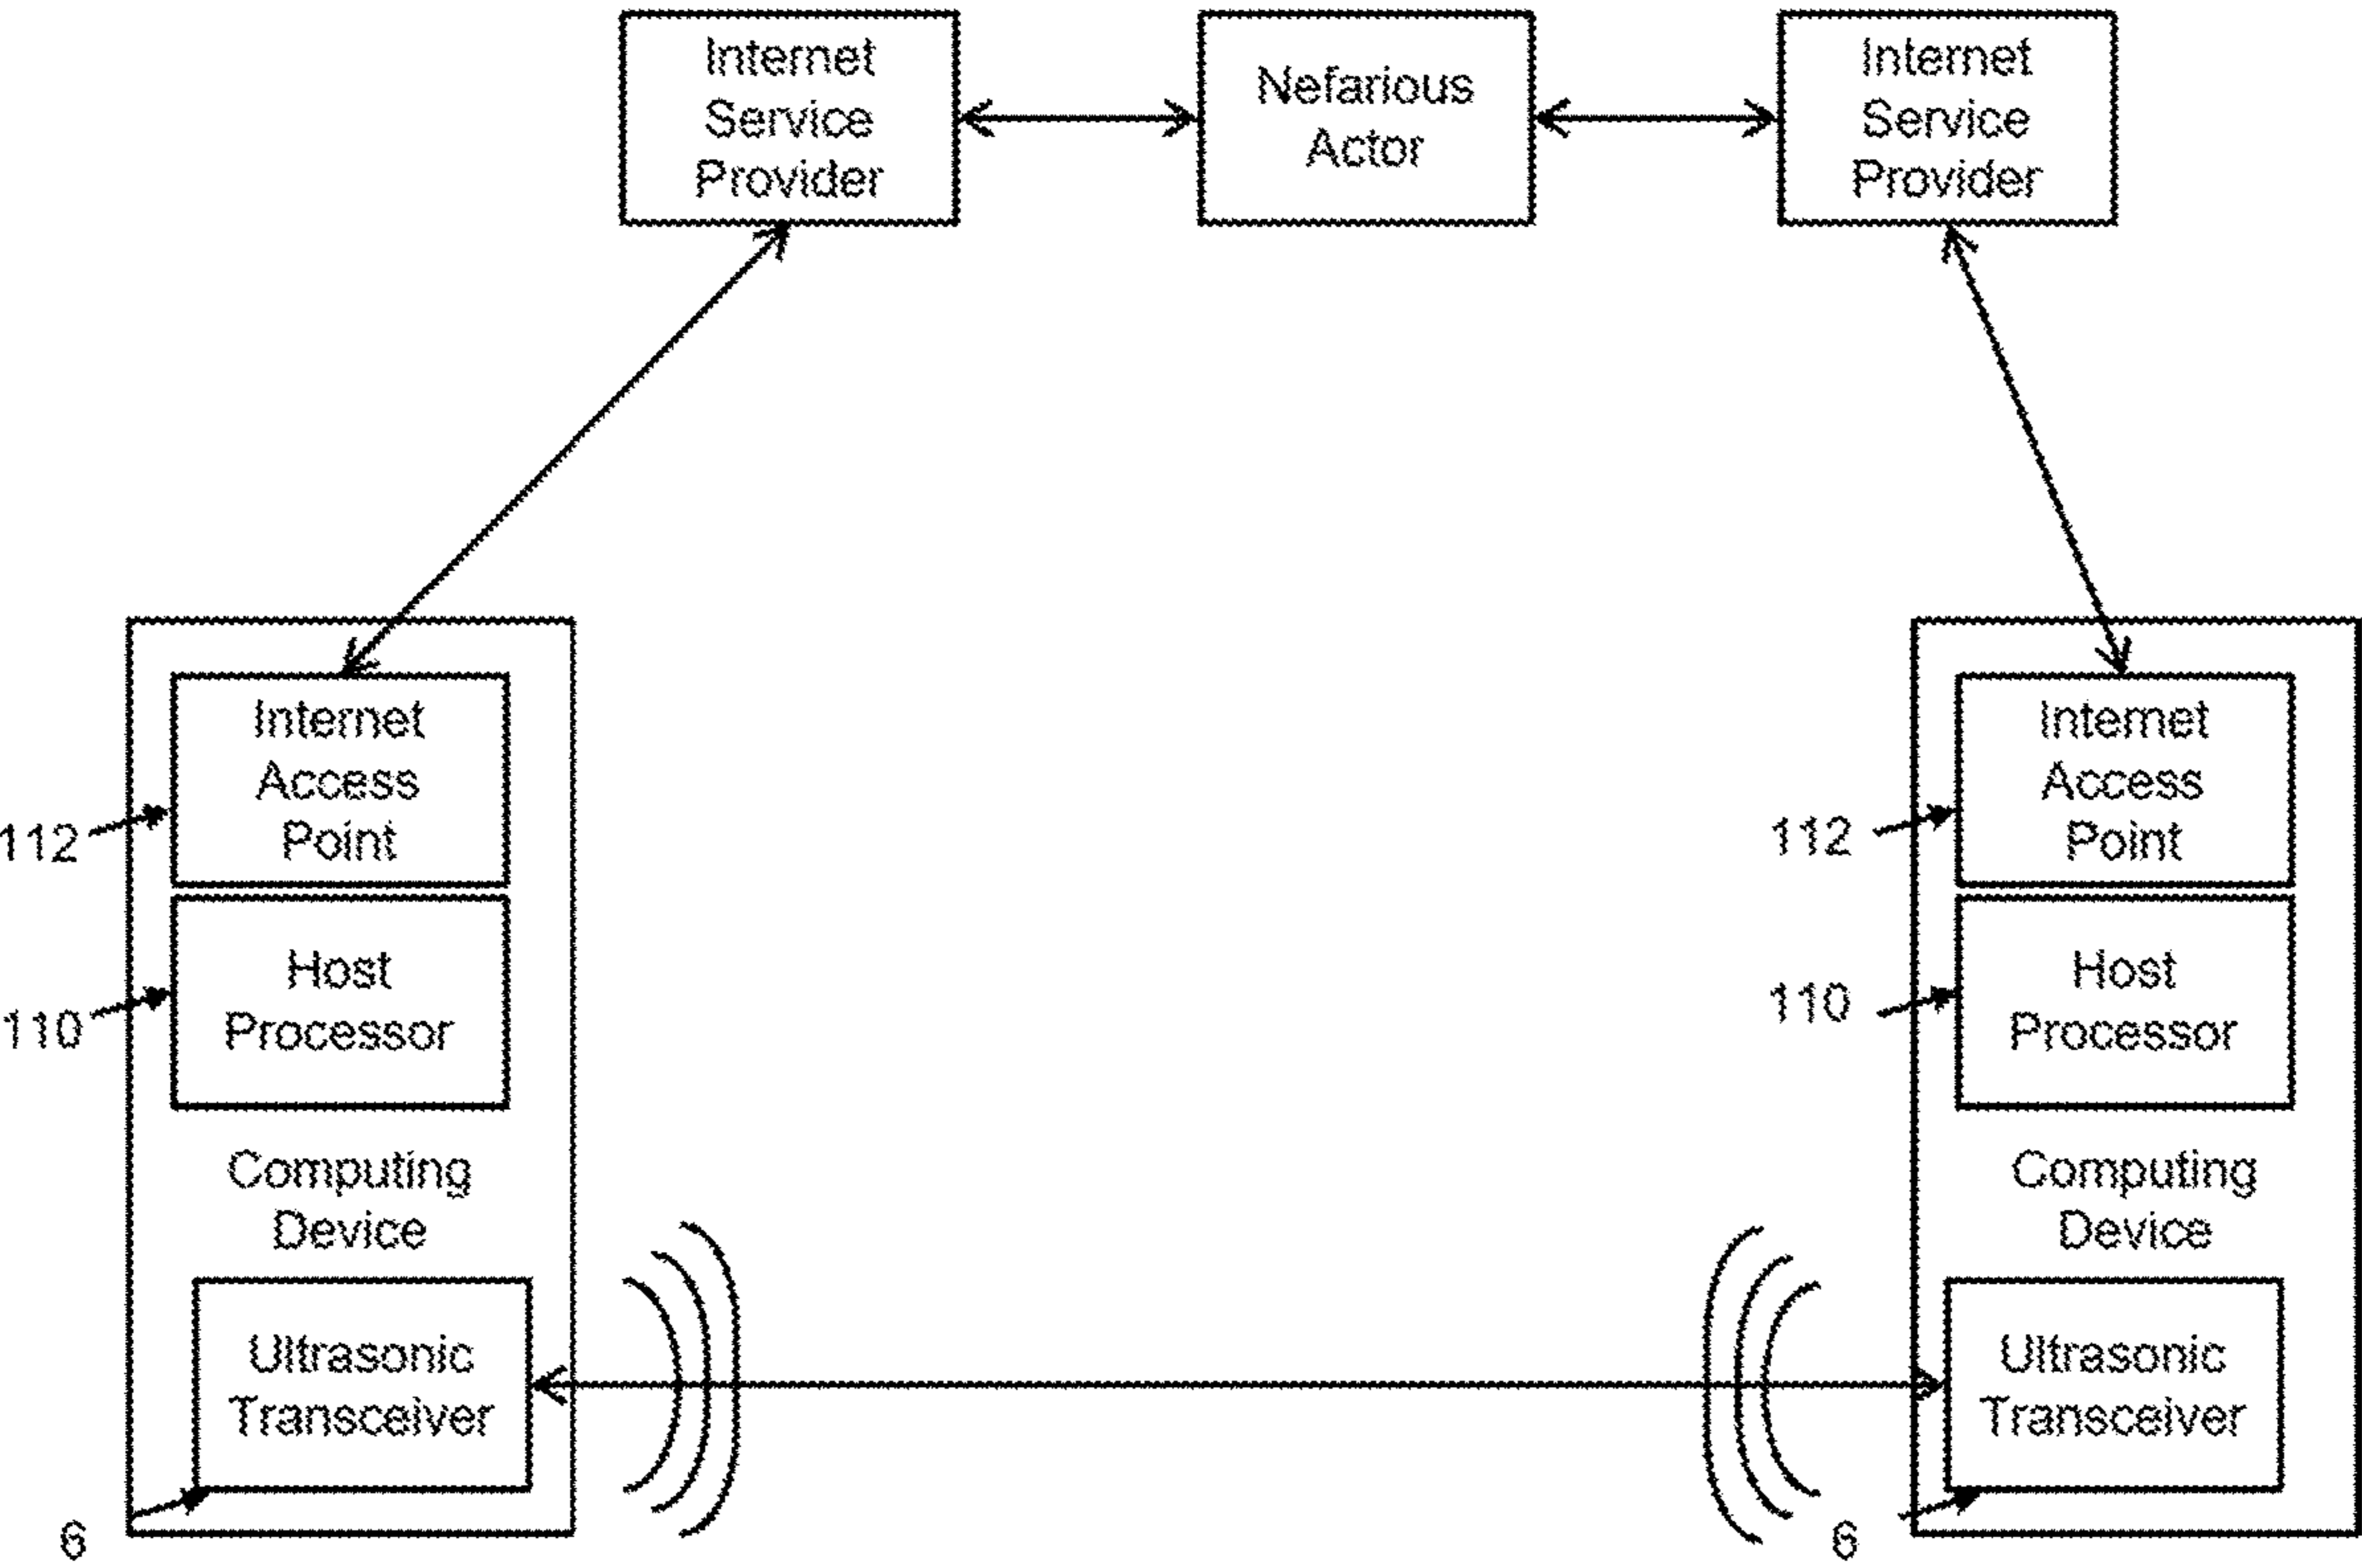 Internet
Service
Provider
Nefarious
Actor
Internet
Service
Provider
Internet
Access
Point
112
Host
Processor
110
Computing
Device
Ultrasonic
Transceiver
6
Internet
Access
Point
112
Host
Processor
110
Computing
Device
Ultrasonic
Transceiver
6